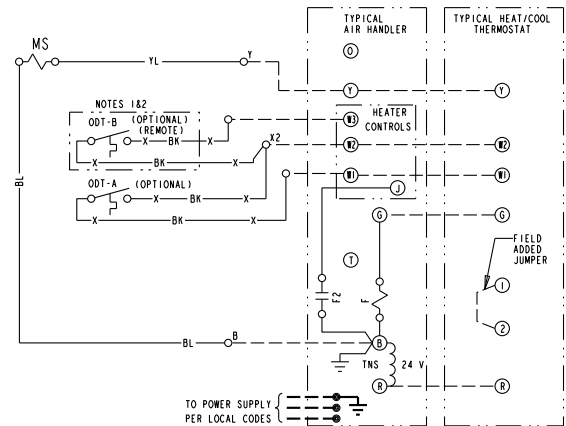 TYPICAL
AIR HANDLER
TYPICAL HEAT/COOL
THERMOSTAT
MS
O
YL
Y
Y
Y
NOTES 1&2
ODT-B (OPTIONAL)
(REMOTE)
W3
HEATER
CONTROLS
X
BK
X
X2
W2
W2
X
BK
X
W1
W1
BL
ODT-A (OPTIONAL)
J
X
BK
X
X
BK
X
G
G
FIELD
ADDED
JUMPER
T
1
F2
F
2
BL
B
B
TNS
24 V
R
R
TO POWER SUPPLY
PER LOCAL CODES